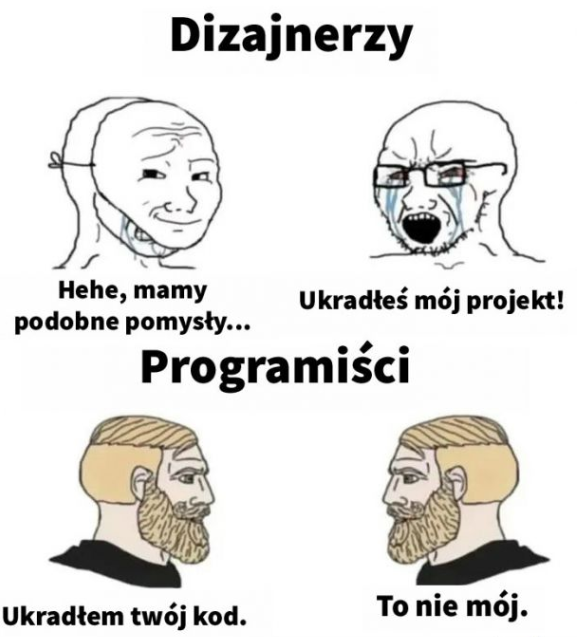 Dizajnerzy
Hehe, mamy
podobne pomysły...
Ukradłeś mój projekt!
Programiści
Ukradłem twój kod.
To nie mój.